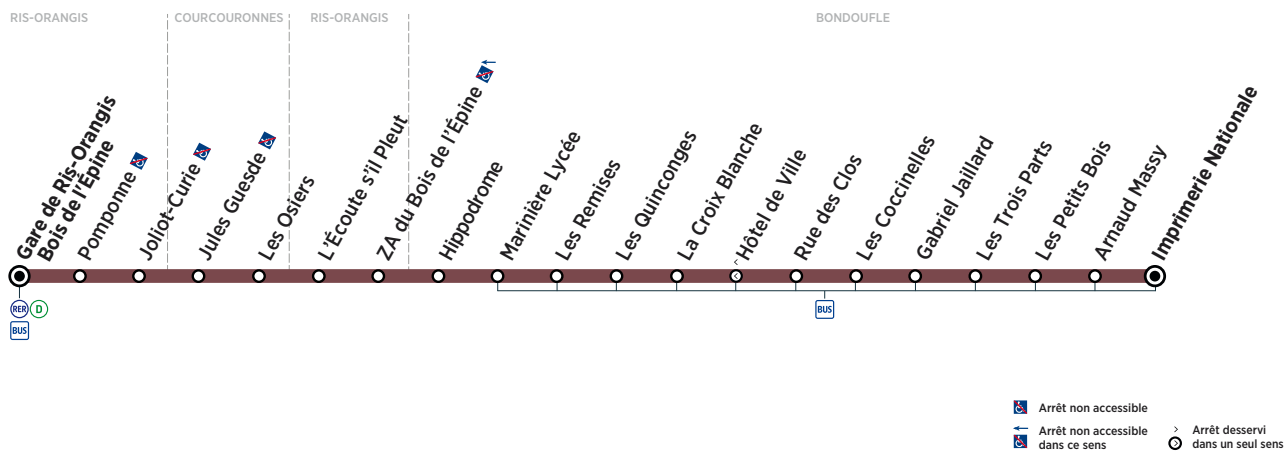 RIS-ORANGIS
COURCOURONNES
RIS-ORANGIS
BONDOUFLE
Gare de Ris-Orangis
Bois de l'Épine
Pomponne
Joliot-Curie
Jules Guesde
Les Osiers
L'Écoute s'il Pleut
ZA du Bois de l'Épine
Hippodrome
Marinière Lycée
Les Remises
Les Quinconges
La Croix Blanche
Hôtel de Ville
Rue des Clos
Les Coccinelles
Gabriel Jaillard
Les Trois Parts
Les Petits Bois
Arnaud Massy
Imprimerie Nationale
RER D
BUS
BUS
Arrêt non accessible
Arrêt non accessible
dans ce sens
Arrêt desservi
dans un seul sens